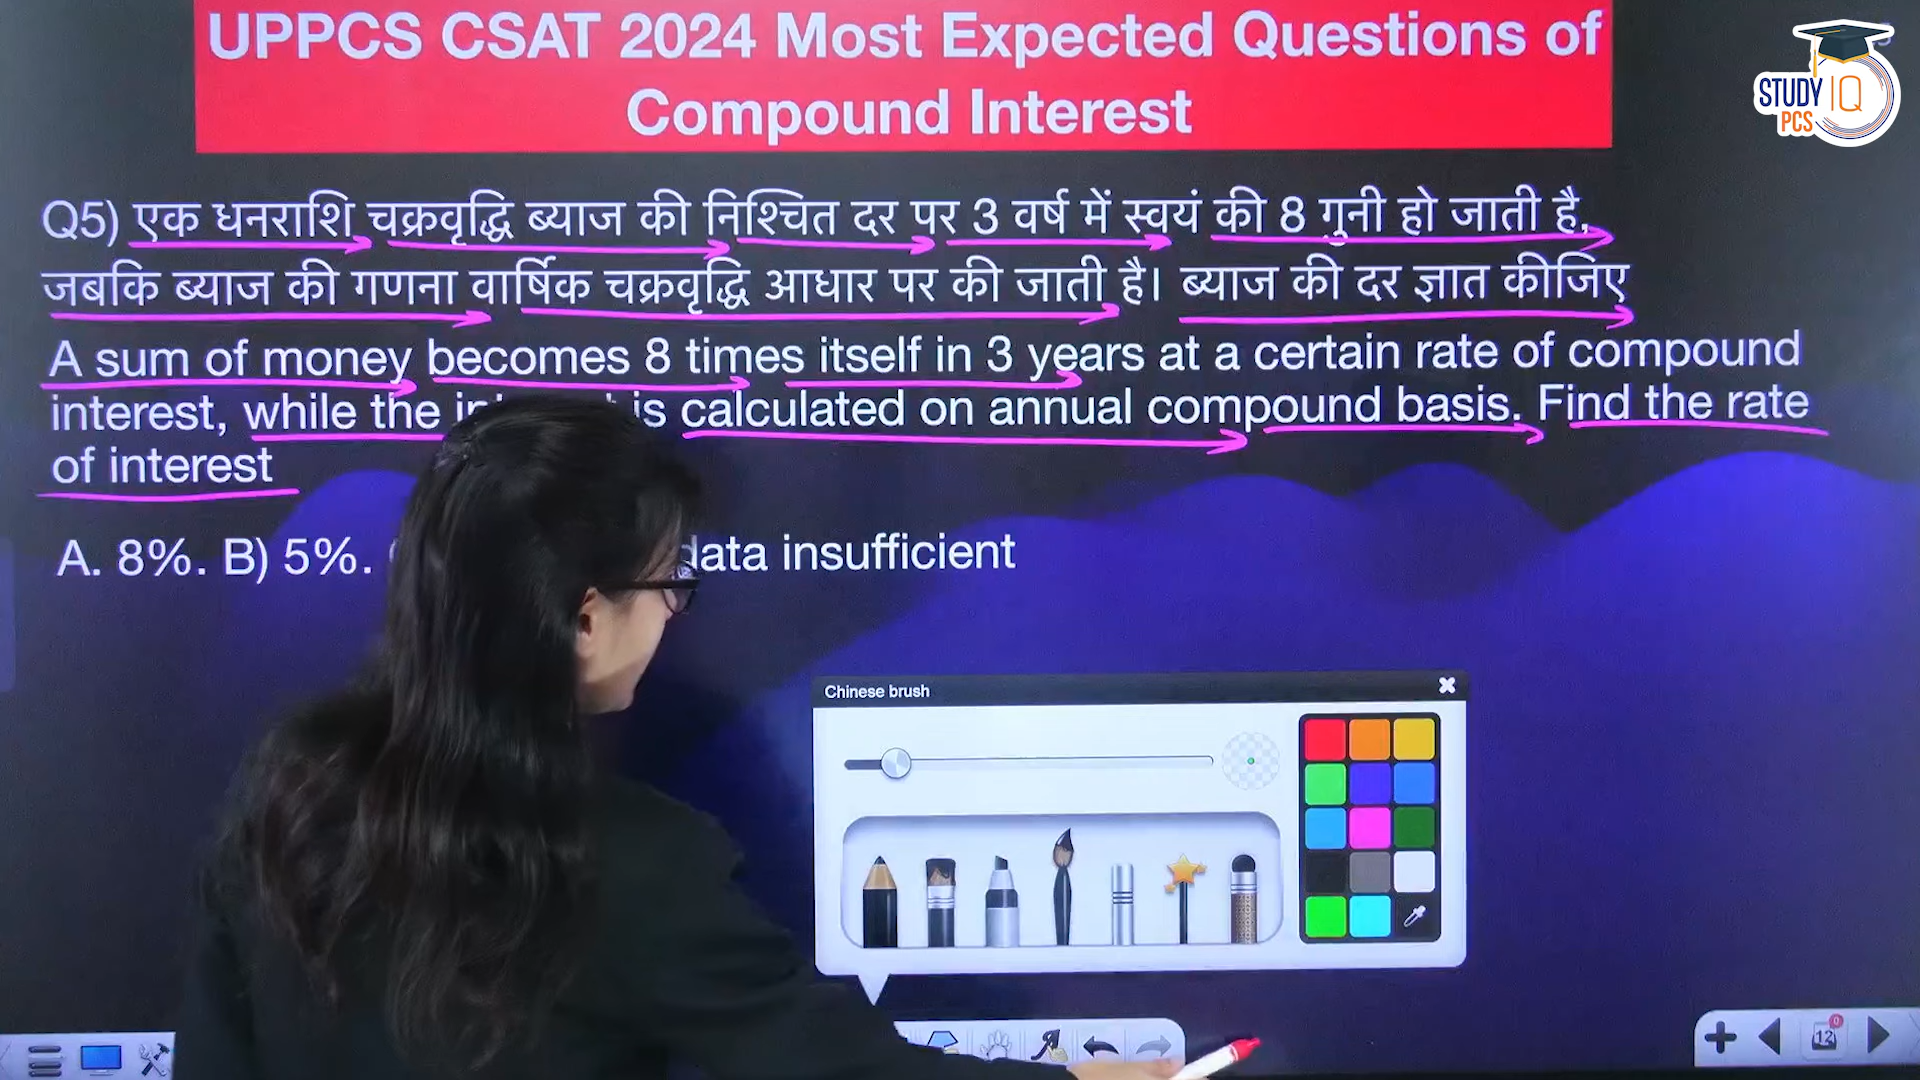 UPPCS CSAT 2024 Most Expected Questions of
Compound Interest
STUDY IQ
PCS
Q5) एक धनराशि चक्रवृद्धि ब्याज की निश्चित दर पर 3 वर्ष में स्वयं की 8 गुनी हो जाती है,
जबकि ब्याज की गणना वार्षिक चक्रवृद्धि आधार पर की जाती है। ब्याज की दर ज्ञात कीजिए
A sum of money becomes 8 times itself in 3 years at a certain rate of compound
interest, while the is calculated on annual compound basis. Find the rate
of interest
A. 8%. B) 5%. data insufficient
Chinese brush
12
0